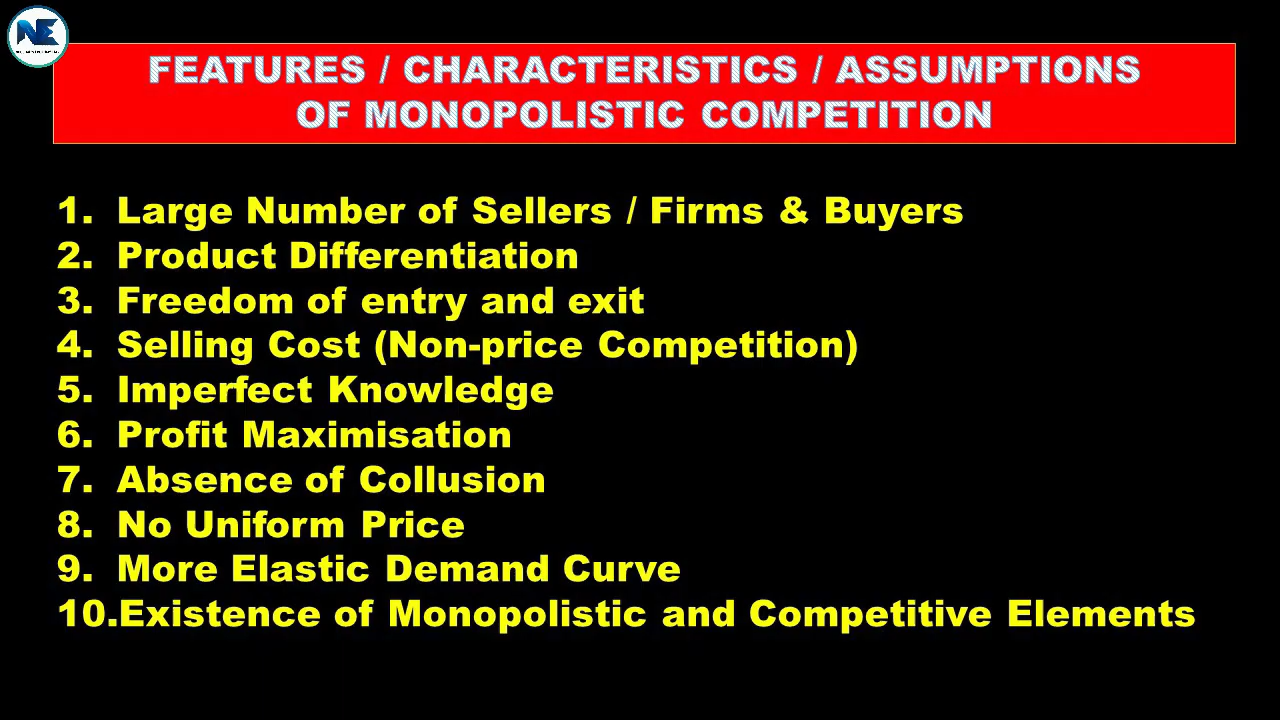 NE
FEATURES / CHARACTERISTICS / ASSUMPTIONS
OF MONOPOLISTIC COMPETITION
1. Large Number of Sellers / Firms & Buyers
2. Product Differentiation
3. Freedom of entry and exit
4. Selling Cost (Non-price Competition)
5. Imperfect Knowledge
6. Profit Maximisation
7. Absence of Collusion
8. No Uniform Price
9. More Elastic Demand Curve
10.Existence of Monopolistic and Competitive Elements